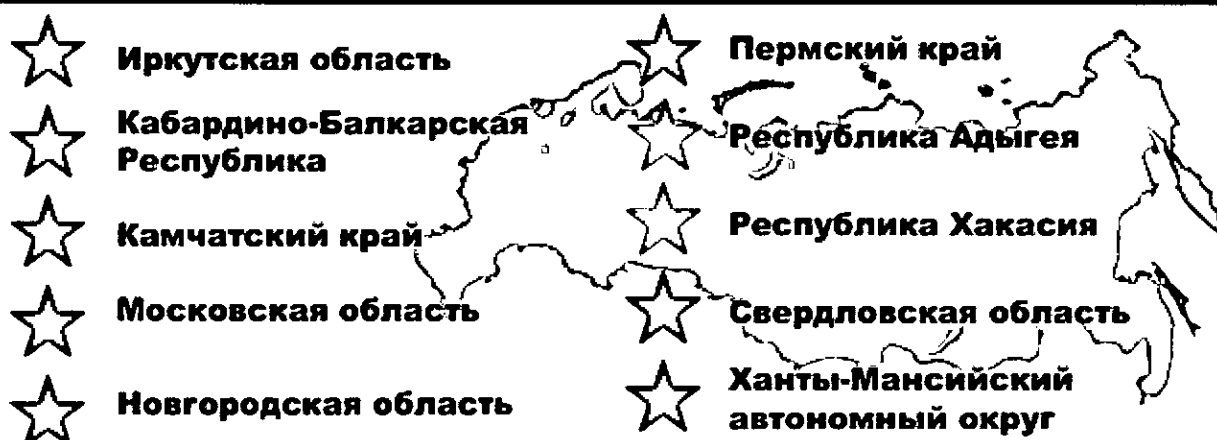 Иркутская область
Кабардино-Балкарская
Республика
Камчатский край
Московская область
Новгородская область
Пермский край
Республика Адыгея
Республика Хакасия
Свердловская область
Ханты-Мансийский
автономный округ